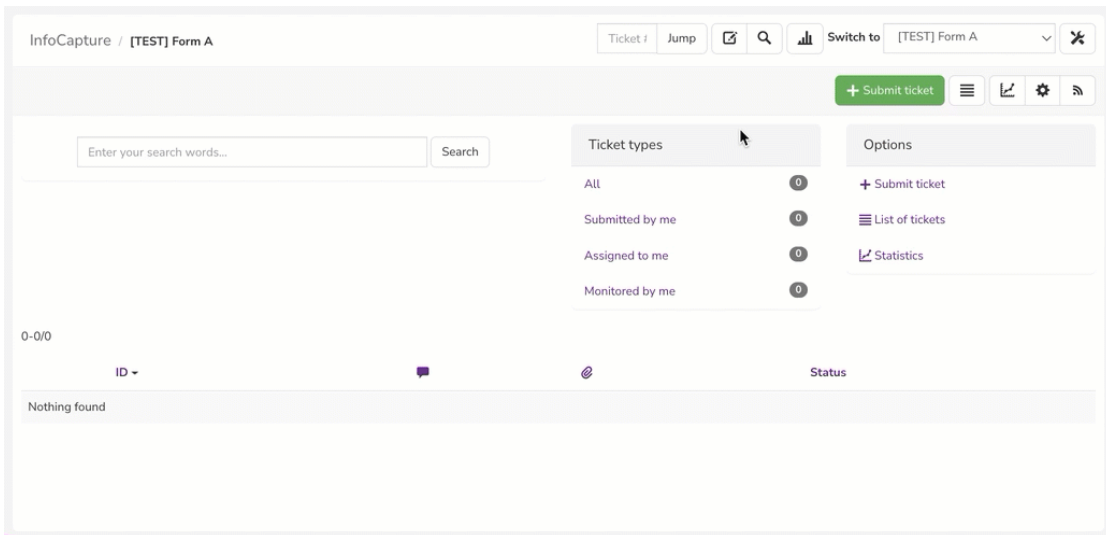 InfoCapture / [TEST] Form A
Ticket # Jump Switch to [TEST] Form A
+ Submit ticket
Enter your search words... Search
Ticket types
All 0
Submitted by me 0
Assigned to me 0
Monitored by me 0
Options
+ Submit ticket
List of tickets
Statistics
0-0/0
ID Status
Nothing found